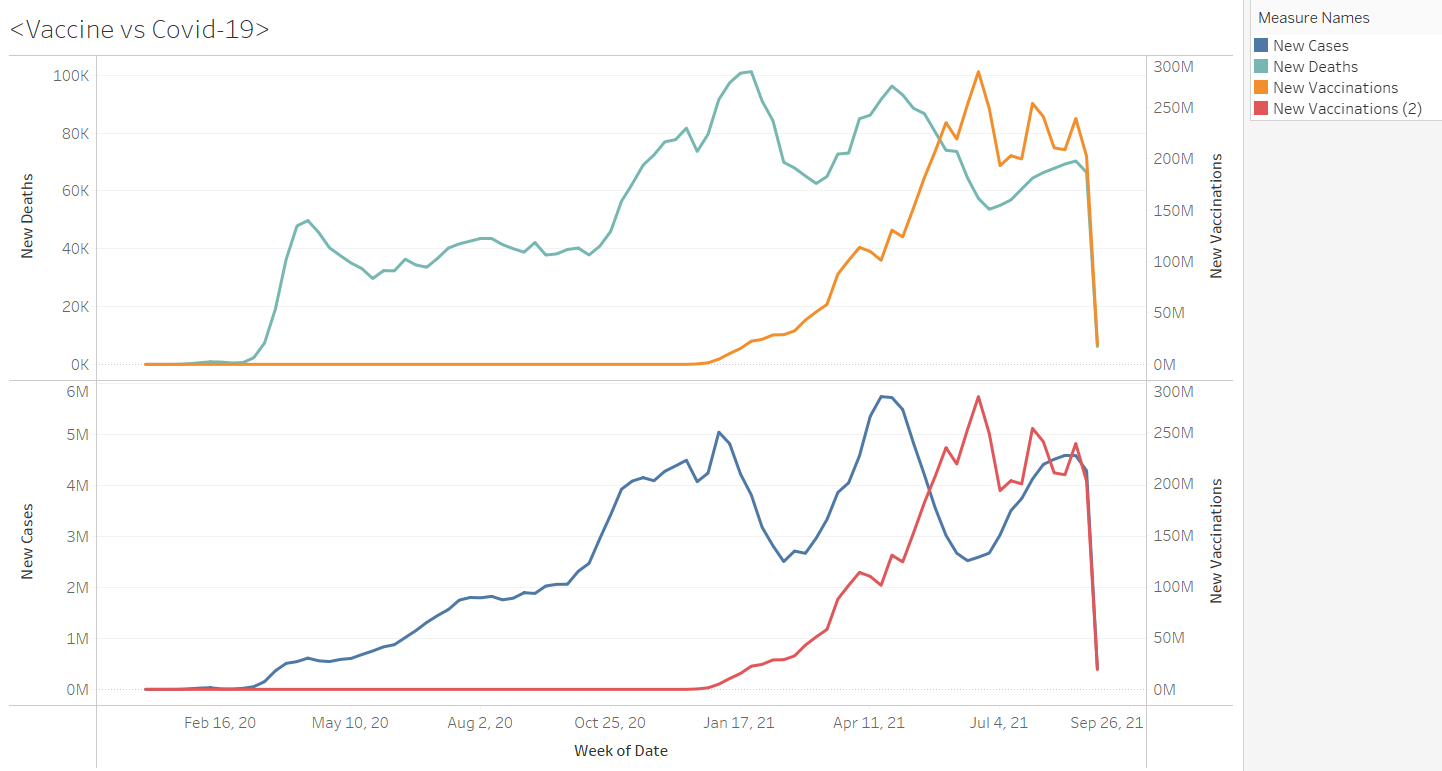 <Vaccine vs Covid-19>
Measure Names
New Cases
New Deaths
New Vaccinations
New Vaccinations (2)
New Deaths
100K
80K
60K
40K
20K
0K
300M
250M
200M
150M
100M
50M
0M
New Vaccinations
New Cases
6M
5M
4M
3M
2M
1M
0M
300M
250M
200M
150M
100M
50M
0M
New Vaccinations
Feb 16, 20 May 10, 20 Aug 2, 20 Oct 25, 20 Jan 17, 21 Apr 11, 21 Jul 4, 21 Sep 26, 21
Week of Date